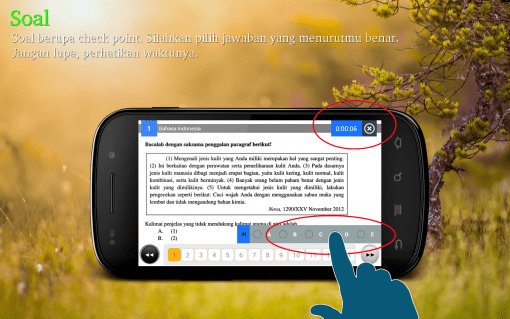 Soal
Soal berupa check point. Silahkan pilih jawaban yang menurutmu benar.
Jangan lupa, perhatikan waktunya.
1 Bahasa Indonesia 0:00:06
Bacalah dengan saksama penggalan paragraf berikut!
(1) Mengenali jenis kulit yang Anda miliki merupakan hal yang sangat penting.
(2) Ini berkaitan dengan perawatan serta pemeliharaan kulit Anda. (3) Pada dasarnya
jenis kulit manusia dibagi menjadi empat bagian, yaitu kulit kering, kulit normal, kulit
kombinasi, serta kulit berminyak. (4) Banyak orang belum paham benar dengan jenis
kulit yang dimilikinya. (5) Untuk mengetahui jenis kulit yang dimiliki, lakukan
pengecekan seperti berikut: Cuci wajah Anda dengan menggunakan sabun muka yang
lembut dan tidak mengandung bahan kimia.
Nova, 1290/XXV November 2012
Kalimat penjelas yang tidak mendukung kalimat utama di atas adalah
A. (1)
B. (2)
A B C D E
1 2 3 4 5 6 7 8 9 10 11